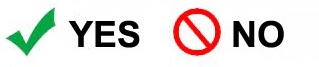 YES NO